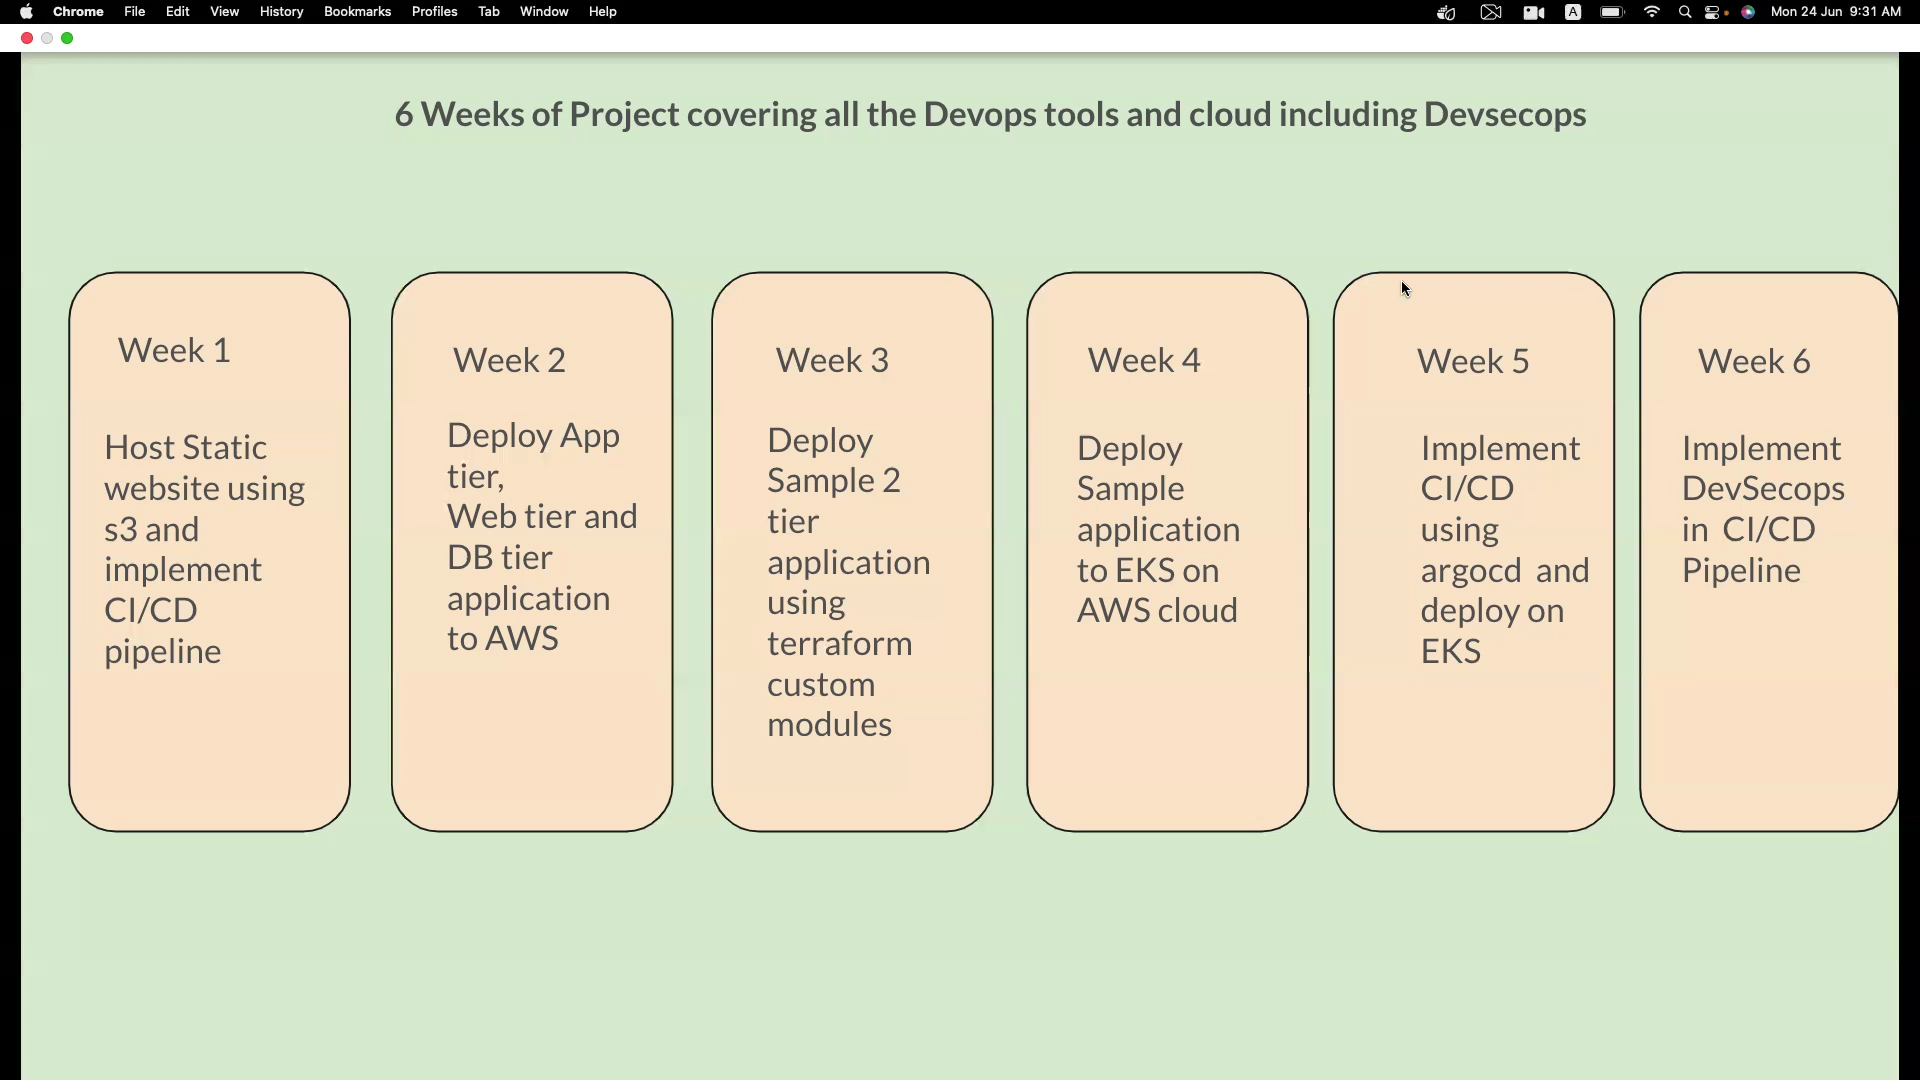 Chrome File Edit View History Bookmarks Profiles Tab Window Help A Mon 24 Jun 9:31 AM
6 Weeks of Project covering all the Devops tools and cloud including Devsecops
Week 1
Host Static
website using
s3 and
implement
CI/CD
pipeline
Week 2
Deploy App
tier,
Web tier and
DB tier
application
to AWS
Week 3
Deploy
Sample 2
tier
application
using
terraform
custom
modules
Week 4
Deploy
Sample
application
to EKS on
AWS cloud
Week 5
Implement
CI/CD
using
argocd  and
deploy on
EKS
Week 6
Implement
DevSecops
in  CI/CD
Pipeline